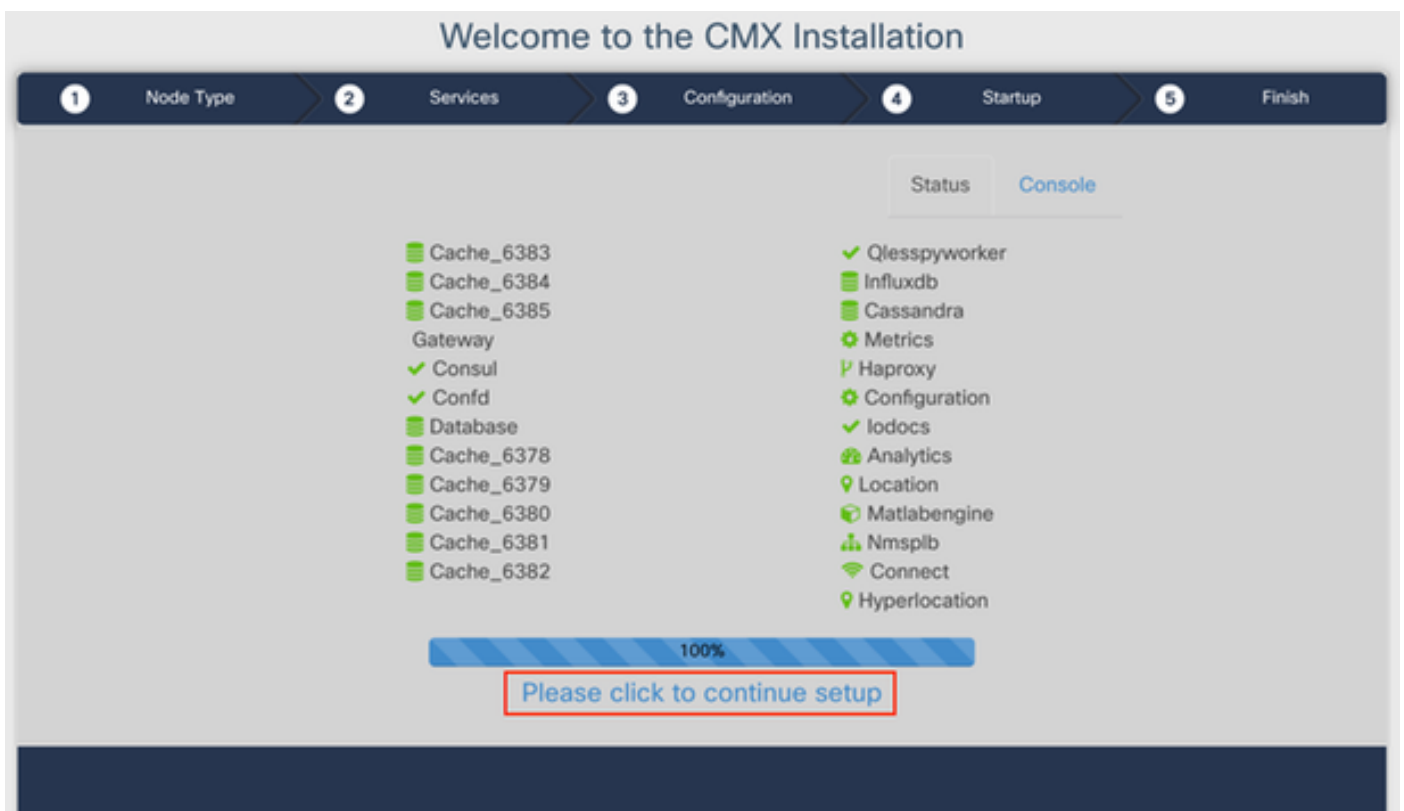 Welcome to the CMX Installation
1 Node Type 2 Services 3 Configuration 4 Startup 5 Finish
Status Console
Cache_6383
Cache_6384
Cache_6385
Gateway
Consul
Confd
Database
Cache_6378
Cache_6379
Cache_6380
Cache_6381
Cache_6382
Qlesspyworker
Influxdb
Cassandra
Metrics
Haproxy
Configuration
Iodocs
Analytics
Location
Matlabengine
Nmsplb
Connect
Hyperlocation
100%
Please click to continue setup